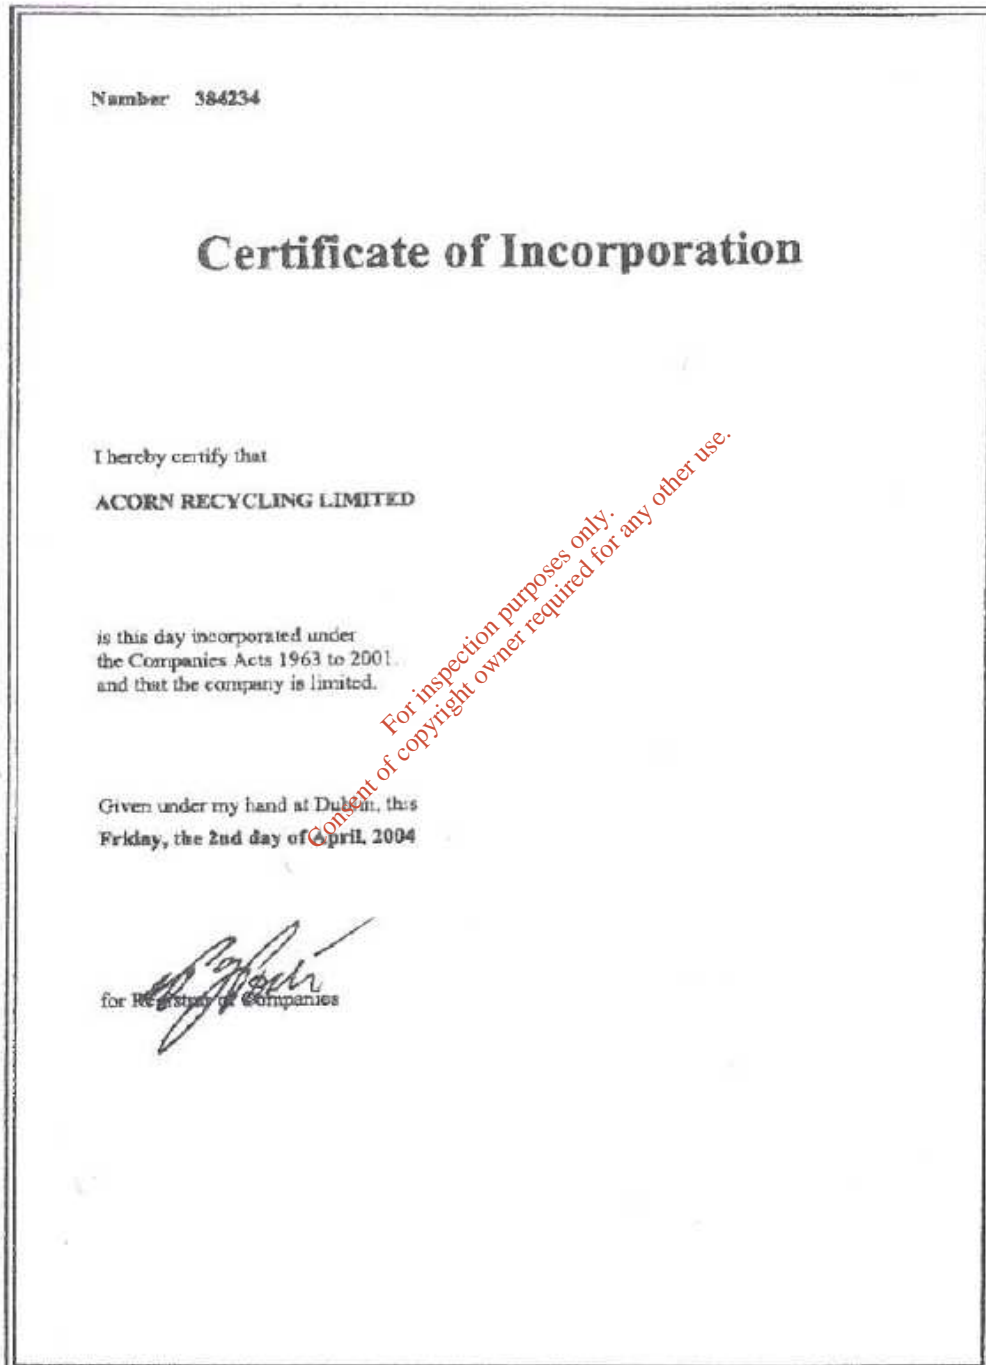 Number 384234
Certificate of Incorporation
I hereby certify that
ACORN RECYCLING LIMITED
is this day incorporated under
the Companies Acts 1963 to 2001.
and that the company is limited.
Given under my hand at Dublin, this
Friday, the 2nd day of April, 2004
for Registrar of Companies
For inspection purposes only.
Consent of copyright owner required for any other use.